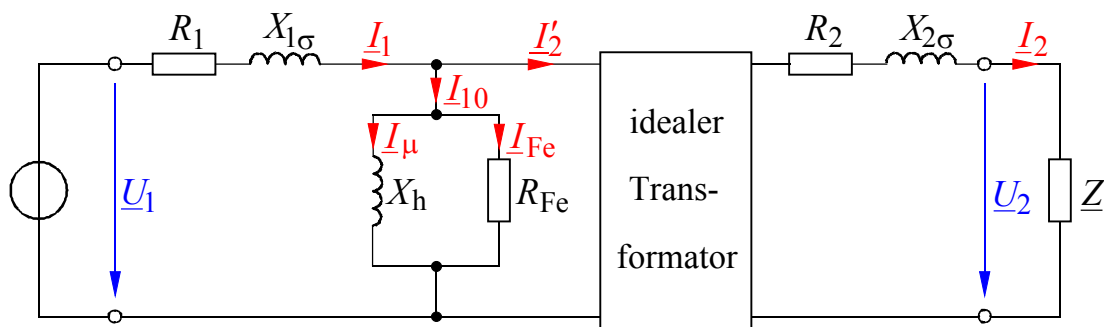 R1
X1σ
I1
I′2
R2
X2σ
I2
I10
Iμ
IFe
U1
Xh
RFe
idealer
Trans-
formator
U2
Z